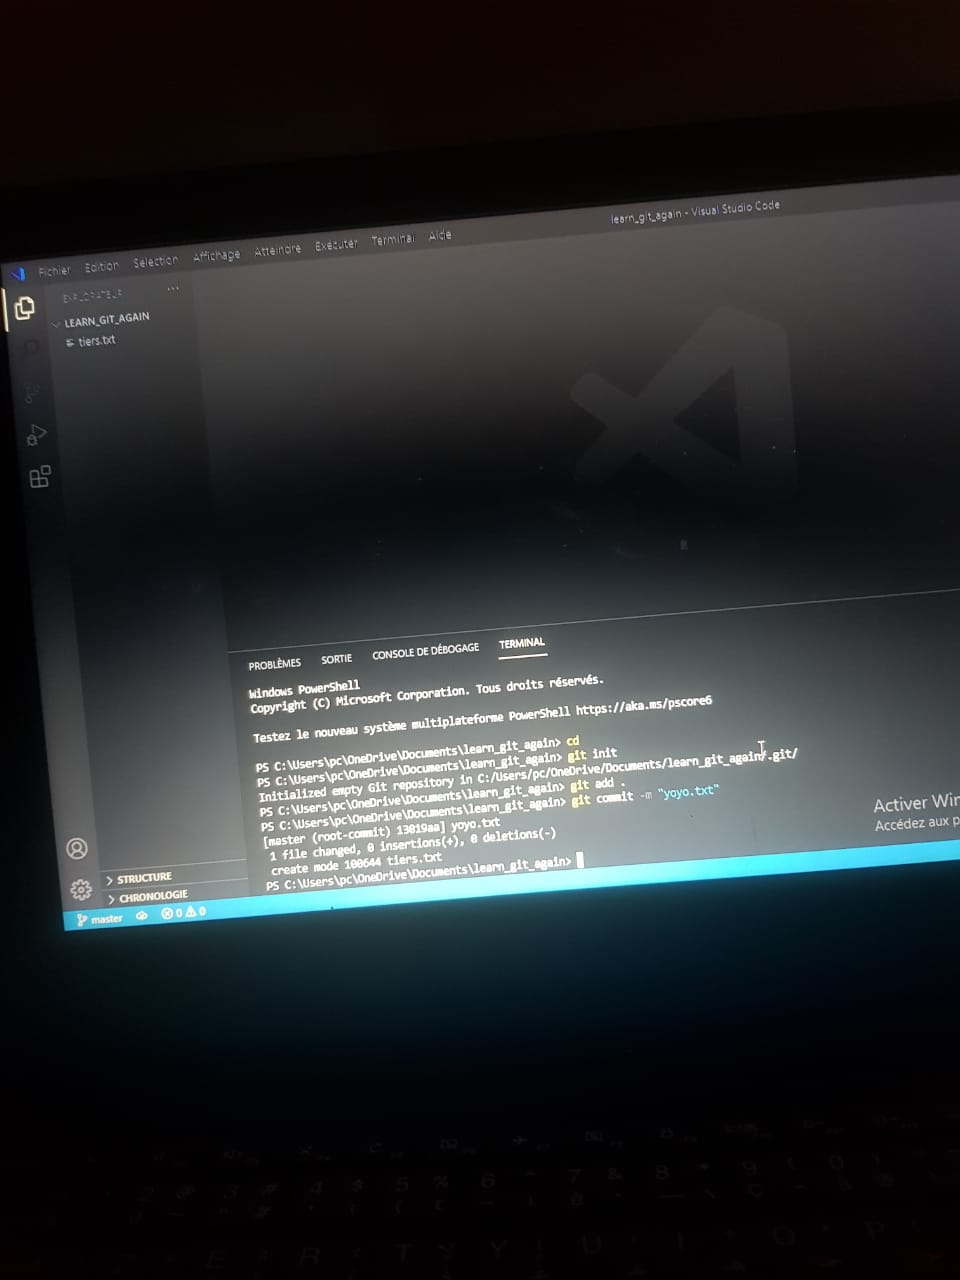 learn_git_again - Visual Studio Code
Fichier Edition Sélection Affichage Atteindre Exécuter Terminal Aide
EXPLORATEUR ...
LEARN_GIT_AGAIN
tiers.txt
PROBLÈMES SORTIE CONSOLE DE DÉBOGAGE TERMINAL
Windows PowerShell
Copyright (C) Microsoft Corporation. Tous droits réservés.
Testez le nouveau système multiplateforme PowerShell https://aka.ms/pscore6
PS C:\Users\pc\OneDrive\Documents\learn_git_again> cd
PS C:\Users\pc\OneDrive\Documents\learn_git_again> git init
Initialized empty Git repository in C:/Users/pc/OneDrive/Documents/learn_git_again/.git/
PS C:\Users\pc\OneDrive\Documents\learn_git_again> git add .
PS C:\Users\pc\OneDrive\Documents\learn_git_again> git commit -m "yoyo.txt"
[master (root-commit) 13019aa] yoyo.txt
1 file changed, 0 insertions(+), 0 deletions(-)
create mode 100644 tiers.txt
PS C:\Users\pc\OneDrive\Documents\learn_git_again>
Activer Win
Accédez aux p
STRUCTURE
CHRONOLOGIE
master 0 0
E R T Y U I O P